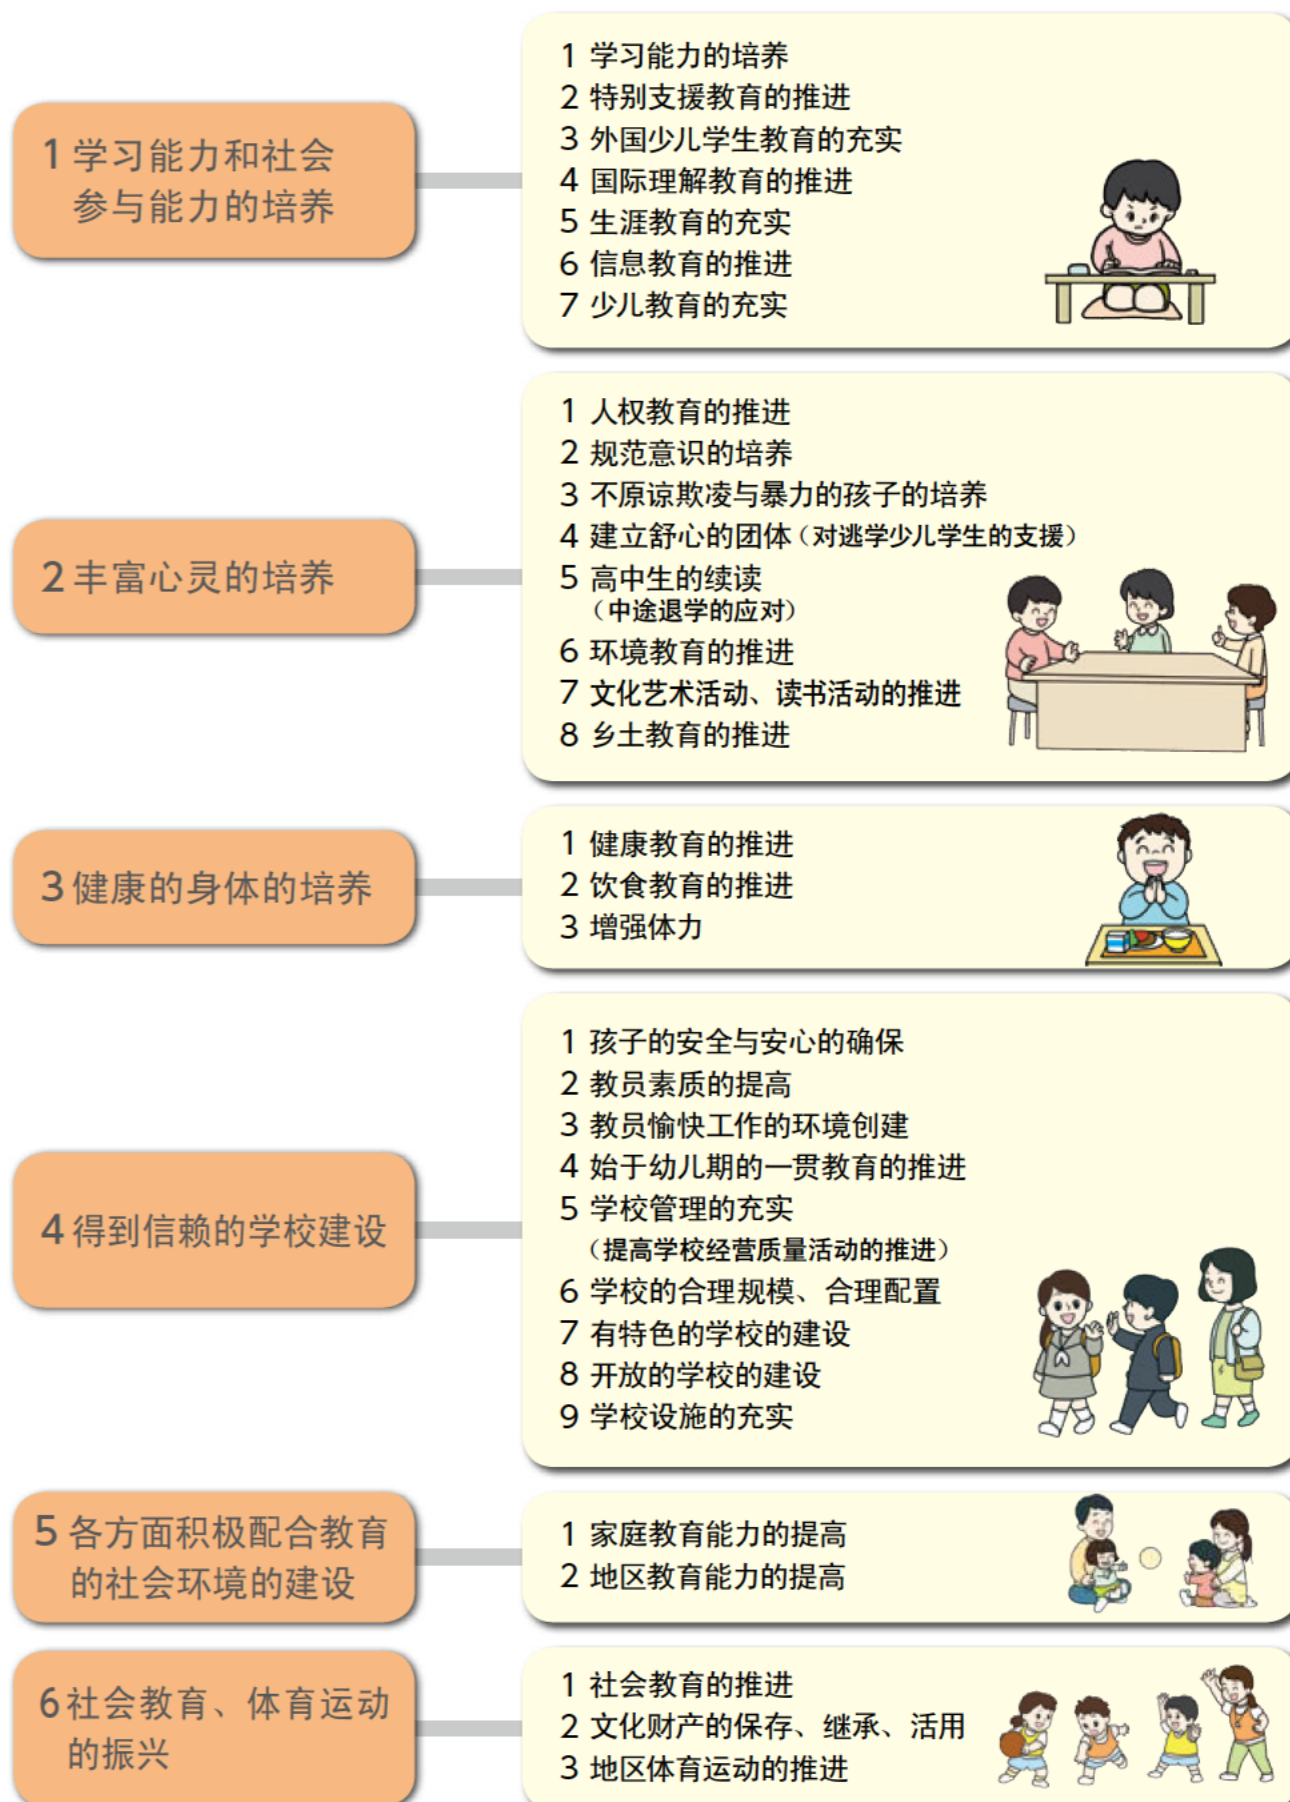 1 学习能力和社会
参与能力的培养
1 学习能力的培养
2 特别支援教育的推进
3 外国少儿学生教育的充实
4 国际理解教育的推进
5 生涯教育的充实
6 信息教育的推进
7 少儿教育的充实
2 丰富心灵的培养
1 人权教育的推进
2 规范意识的培养
3 不原谅欺凌与暴力的孩子的培养
4 建立舒心的团体（对逃学少儿学生的支援）
5 高中生的续读
（中途退学的应对）
6 环境教育的推进
7 文化艺术活动、读书活动的推进
8 乡土教育的推进
3 健康的身体的培养
1 健康教育的推进
2 饮食教育的推进
3 增强体力
4 得到信赖的学校建设
1 孩子的安全与安心的确保
2 教员素质的提高
3 教员愉快工作的环境创建
4 始于幼儿期的一贯教育的推进
5 学校管理的充实
（提高学校经营质量活动的推进）
6 学校的合理规模、合理配置
7 有特色的学校的建设
8 开放的学校的建设
9 学校设施的充实
5 各方面积极配合教育
的社会环境的建设
1 家庭教育能力的提高
2 地区教育能力的提高
6 社会教育、体育运动
的振兴
1 社会教育的推进
2 文化财产的保存、继承、活用
3 地区体育运动的推进